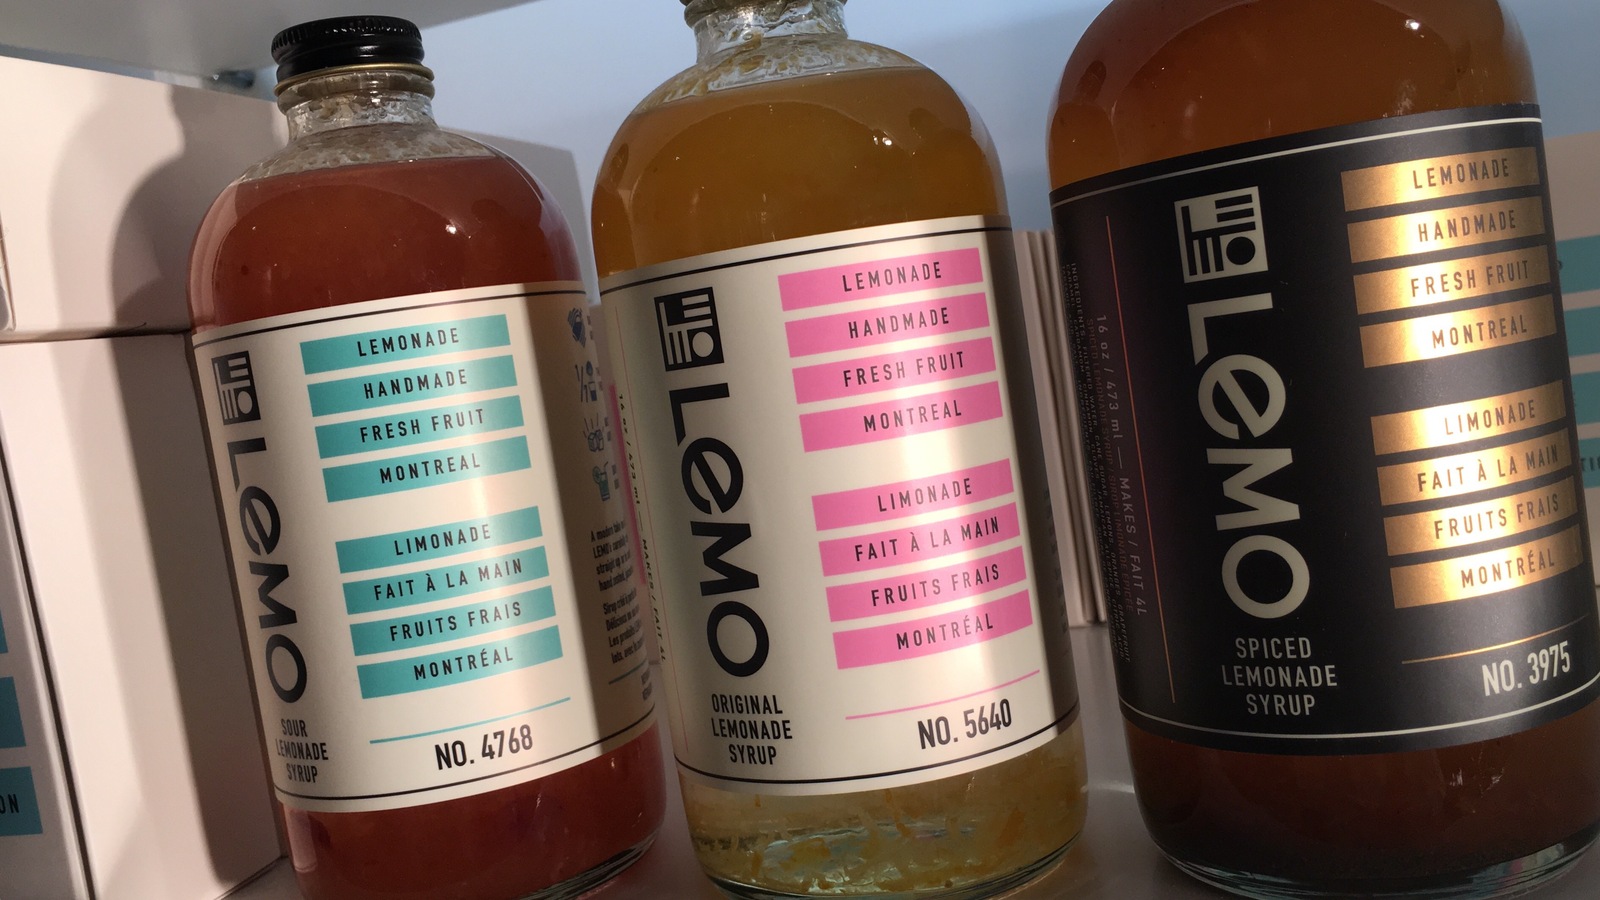 LEMO
LeMO
SOUR
LEMONADE
SYRUP
LEMONADE
HANDMADE
FRESH FRUIT
MONTREAL
LIMONADE
FAIT À LA MAIN
FRUITS FRAIS
MONTRÉAL
NO. 4768
LEMO
LeMO
ORIGINAL
LEMONADE
SYRUP
LEMONADE
HANDMADE
FRESH FRUIT
MONTREAL
LIMONADE
FAIT À LA MAIN
FRUITS FRAIS
MONTRÉAL
NO. 5640
16 oz / 473 ml — MAKES / FAIT 4L
LEMO
LeMO
SPICED
LEMONADE
SYRUP
LEMONADE
HANDMADE
FRESH FRUIT
MONTREAL
LIMONADE
FAIT À LA MAIN
FRUITS FRAIS
MONTRÉAL
NO. 3975